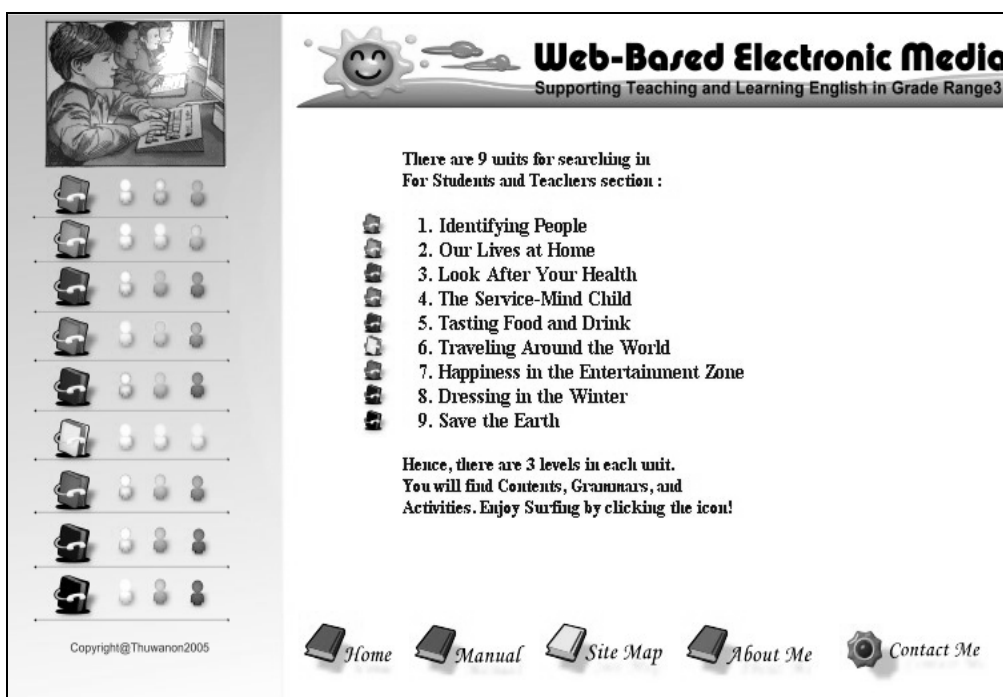 Web-Based Electronic Media
Supporting Teaching and Learning English in Grade Range3
There are 9 units for searching in
For Students and Teachers section :
1. Identifying People
2. Our Lives at Home
3. Look After Your Health
4. The Service-Mind Child
5. Tasting Food and Drink
6. Traveling Around the World
7. Happiness in the Entertainment Zone
8. Dressing in the Winter
9. Save the Earth
Hence, there are 3 levels in each unit.
You will find Contents, Grammars, and
Activities. Enjoy Surfing by clicking the icon!
Copyright@Thuwanon2005
Home Manual Site Map About Me Contact Me